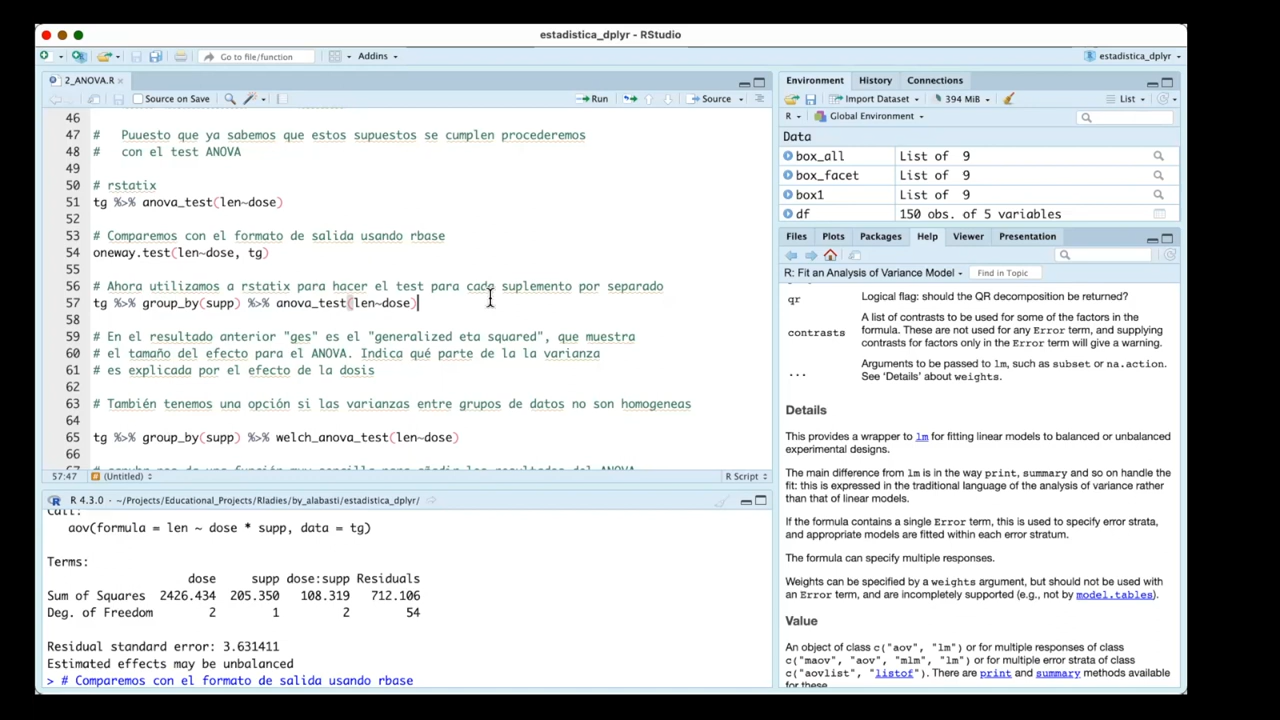 estadistica_dplyr - RStudio
Go to file/function
Addins
estadistica_dplyr
2_ANOVA.R
Source on Save
Run
Source
46
47 # Puuesto que ya sabemos que estos supuestos se cumplen procederemos
48 # con el test ANOVA
49
50 # rstatix
51 tg %>% anova_test(len~dose)
52
53 # Comparemos con el formato de salida usando rbase
54 oneway.test(len~dose, tg)
55
56 # Ahora utilizamos a rstatix para hacer el test para cada suplemento por separado
57 tg %>% group_by(supp) %>% anova_test(len~dose)
58
59 # En el resultado anterior "ges" es el "generalized eta squared", que muestra
60 # el tamaño del efecto para el ANOVA. Indica qué parte de la la varianza
61 # es explicada por el efecto de la dosis
62
63 # También tenemos una opción si las varianzas entre grupos de datos no son homogeneas
64
65 tg %>% group_by(supp) %>% welch_anova_test(len~dose)
66
57:47 (Untitled) R Script
R 4.3.0 · ~/Projects/Educational_Projects/Rladies/by_alabasti/estadistica_dplyr/
Call:
aov(formula = len ~ dose * supp, data = tg)
Terms:
dose supp dose:supp Residuals
Sum of Squares 2426.434 205.350 108.319 712.106
Deg. of Freedom 2 1 2 54
Residual standard error: 3.631411
Estimated effects may be unbalanced
> # Comparemos con el formato de salida usando rbase
Environment History Connections
Import Dataset 394 MiB List
R Global Environment
Data
box_all List of 9
box_facet List of 9
box1 List of 9
df 150 obs. of 5 variables
Files Plots Packages Help Viewer Presentation
R: Fit an Analysis of Variance Model Find in Topic
qr Logical flag: should the QR decomposition be returned?
contrasts A list of contrasts to be used for some of the factors in the
formula. These are not used for any Error term, and supplying
contrasts for factors only in the Error term will give a warning.
... Arguments to be passed to lm, such as subset or na.action.
See ‘Details’ about weights.
Details
This provides a wrapper to lm for fitting linear models to balanced or unbalanced
experimental designs.
The main difference from lm is in the way print, summary and so on handle the
fit: this is expressed in the traditional language of the analysis of variance rather
than that of linear models.
If the formula contains a single Error term, this is used to specify error strata,
and appropriate models are fitted within each error stratum.
The formula can specify multiple responses.
Weights can be specified by a weights argument, but should not be used with
an Error term, and are incompletely supported (e.g., not by model.tables).
Value
An object of class c("aov", "lm") or for multiple responses of class
c("maov", "aov", "mlm", "lm") or for multiple error strata of class
c("aovlist", "listof"). There are print and summary methods available
for these